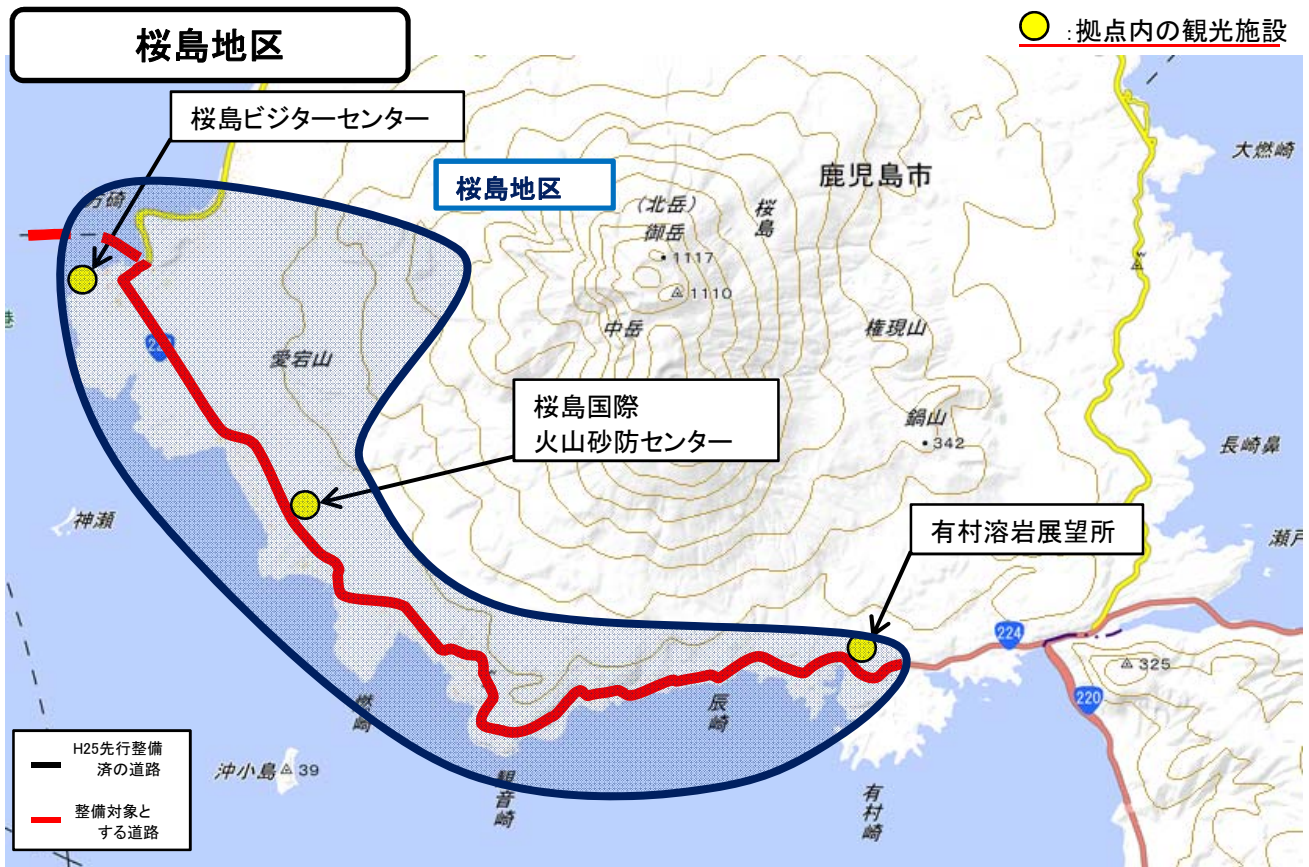 桜島地区
:拠点内の観光施設
桜島ビジターセンター
大燃崎
鹿児島市
桜島地区
(北岳)
御岳
桜島
1117
1110
中岳
権現山
愛宕山
桜島国際
火山砂防センター
鍋山
342
長崎鼻
神瀬
有村溶岩展望所
224
325
220
燃崎
辰崎
沖小島
39
観音崎
有村崎
H25先行整備
済の道路
整備対象と
する道路